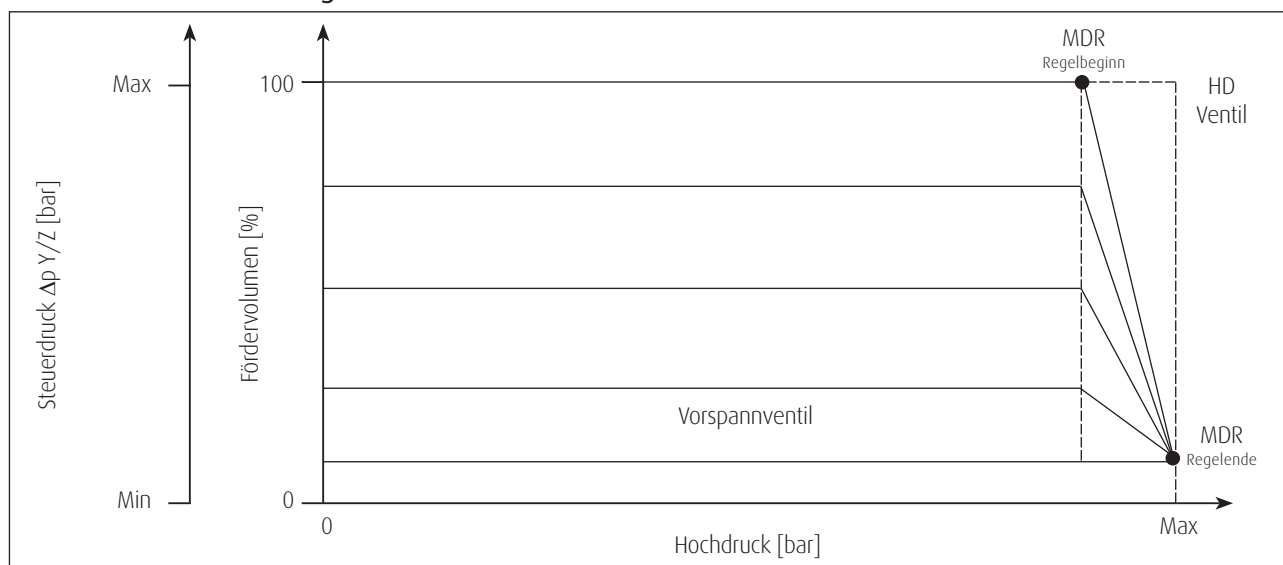 MDR
Regelbeginn
Max
100
HD
Ventil
Steuerdruck Δp Y/Z [bar]
Fördervolumen [%]
Vorspannventil
MDR
Regelende
Min
0
0
Max
Hochdruck [bar]